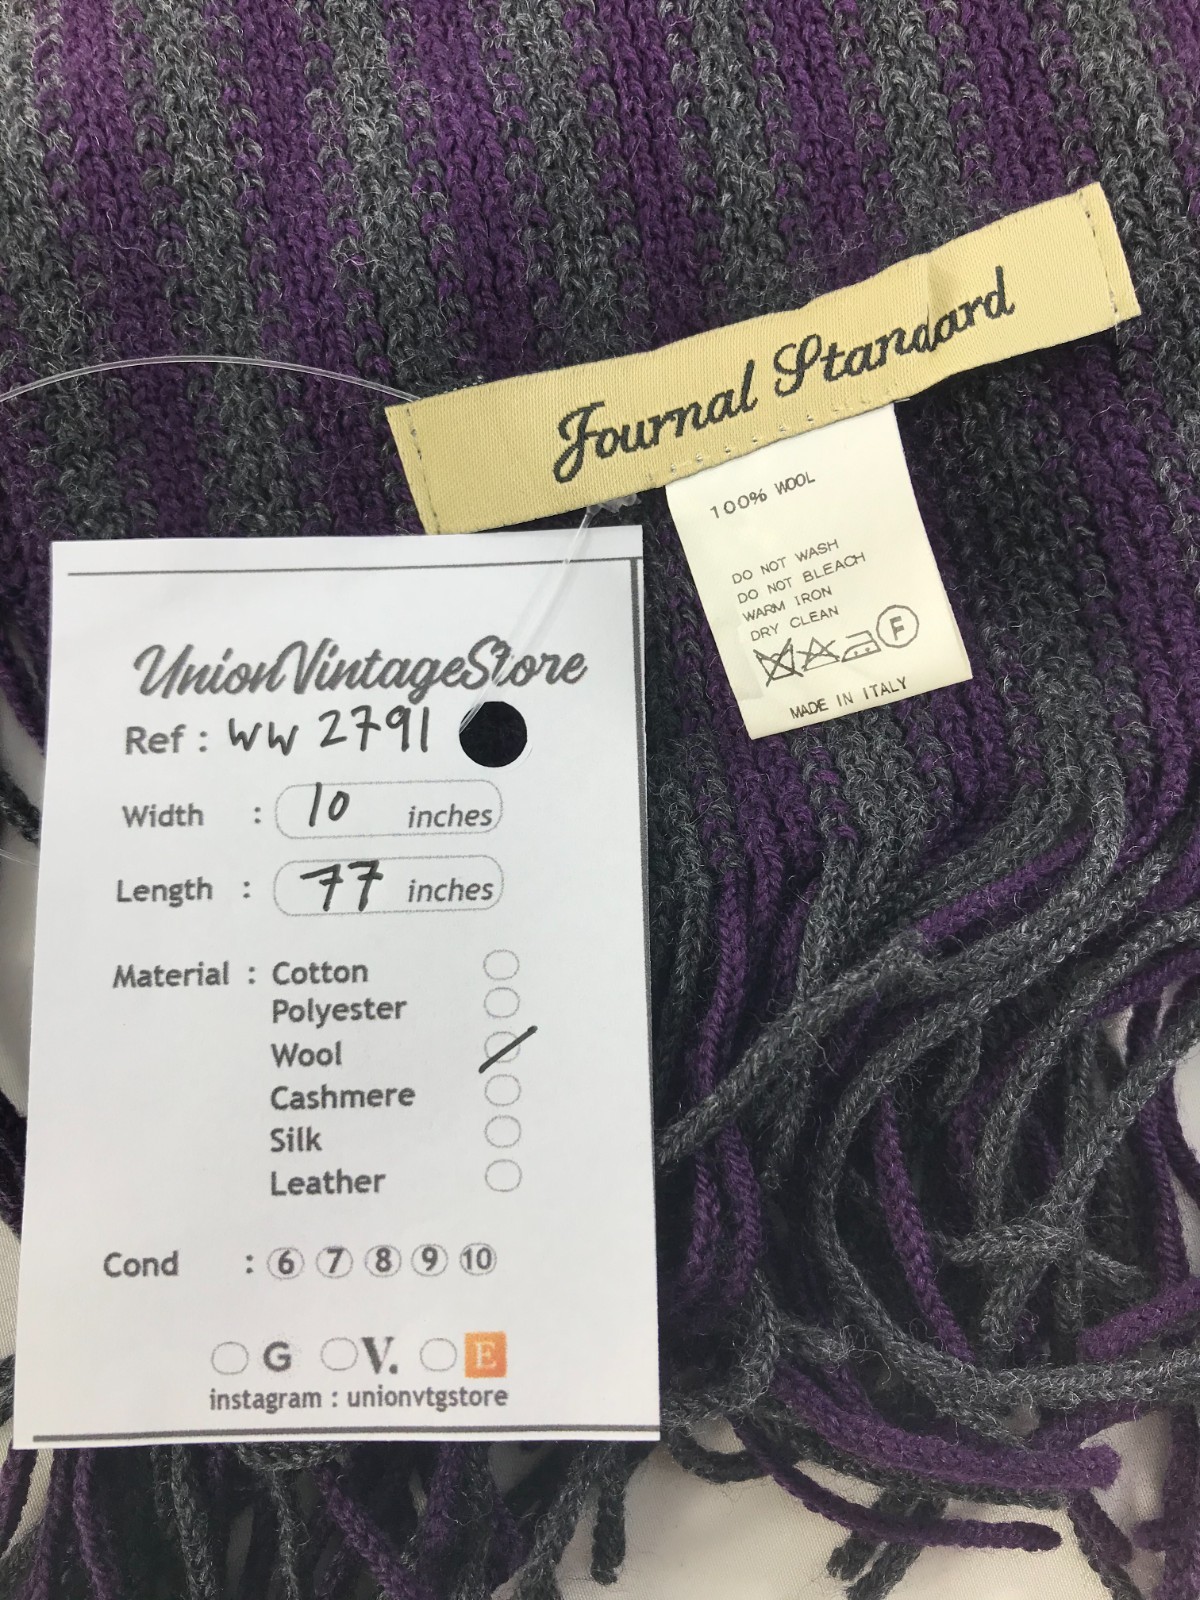 Journal Standard
100% WOOL
DO NOT WASH
DO NOT BLEACH
WARM IRON
DRY CLEAN
F
MADE IN ITALY
UnionVintageStore
Ref : WW 2791
Width : 10 inches
Length : 77 inches
Material : Cotton
Polyester
Wool
Cashmere
Silk
Leather
Cond : 6 7 8 9 10
G V. E
instagram : unionvtgstore